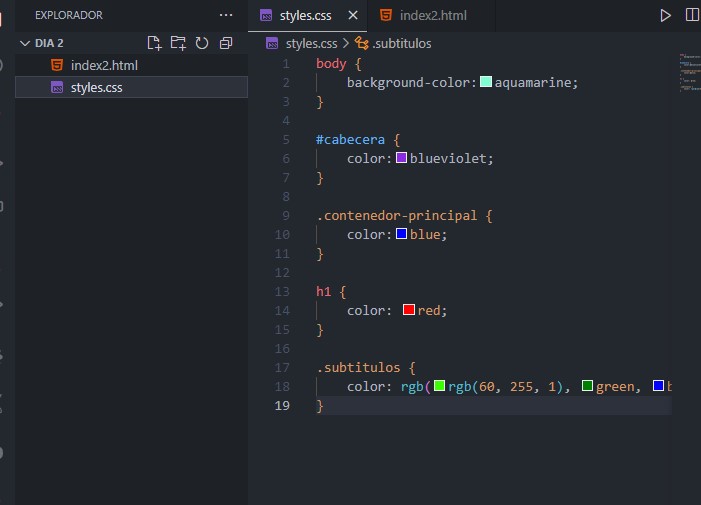 EXPLORADOR ···
DIA 2
index2.html
styles.css
styles.css
index2.html
styles.css > .subtitulos
1 body {
2 background-color: aquamarine;
3 }
4
5 #cabecera {
6 color: blueviolet;
7 }
8
9 .contenedor-principal {
10 color: blue;
11 }
12
13 h1 {
14 color: red;
15 }
16
17 .subtitulos {
18 color: rgb(rgb(60, 255, 1), green,
19 }